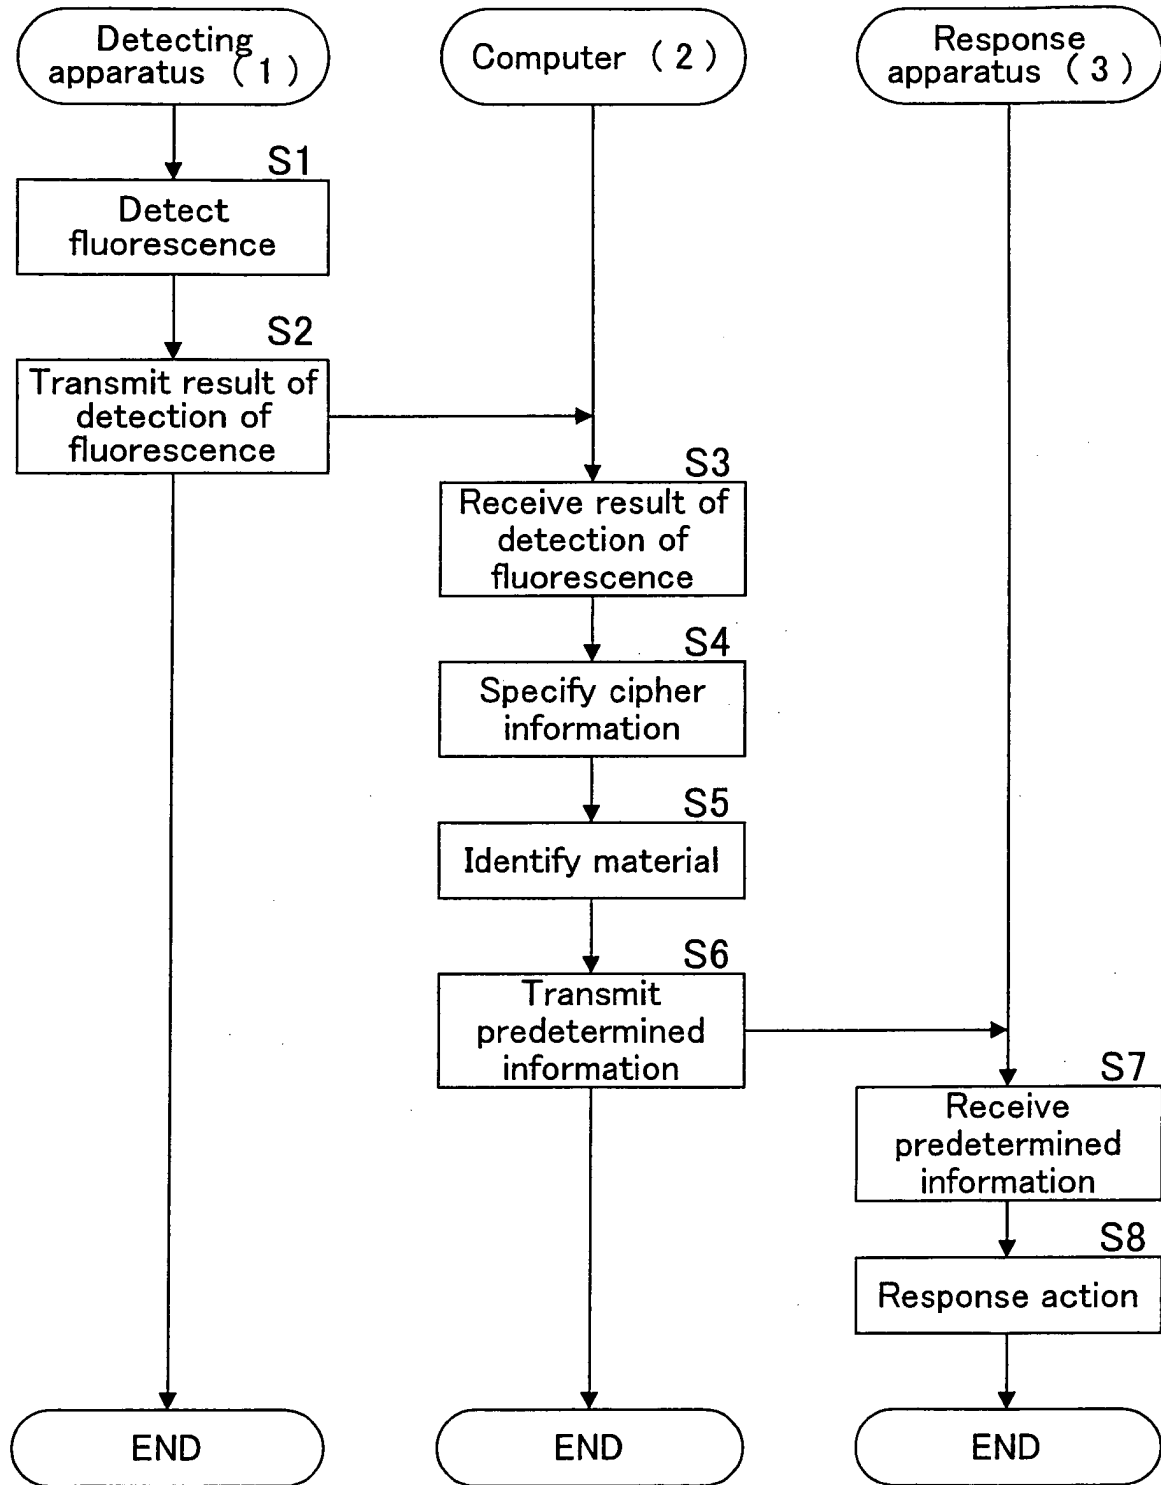 Detecting
apparatus (1)
Computer (2)
Response
apparatus (3)
S1
Detect
fluorescence
S2
Transmit result of
detection of
fluorescence
S3
Receive result of
detection of
fluorescence
S4
Specify cipher
information
S5
Identify material
S6
Transmit
predetermined
information
S7
Receive
predetermined
information
S8
Response action
END
END
END